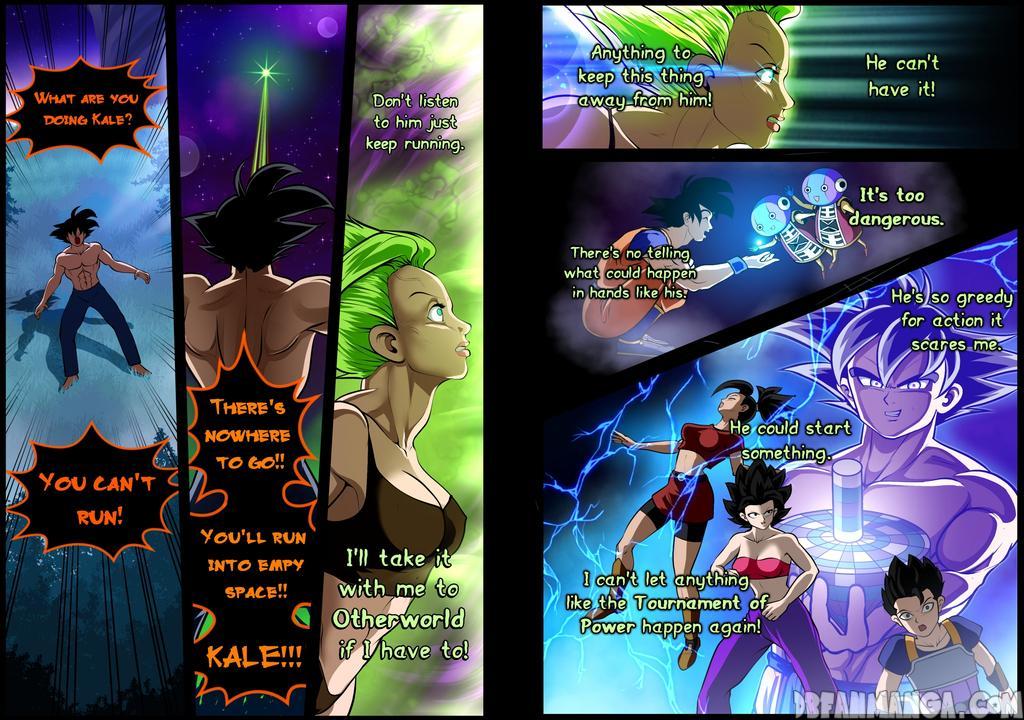 WHAT ARE YOU
DOING KALE?
YOU CAN'T
RUN!
THERE'S
NOWHERE
TO GO!!
YOU'LL RUN
INTO EMPY
SPACE!!
KALE!!!
Don't listen
to him just
keep running.
I'll take it
with me to
Otherworld
if I have to!
Anything to
keep this thing
away from him!
He can't
have it!
It's too
dangerous.
There's no telling
what could happen
in hands like his.
He's so greedy
for action it
scares me.
He could start
something.
I can't let anything
like the Tournament of
Power happen again!
DBFANMANGA.COM